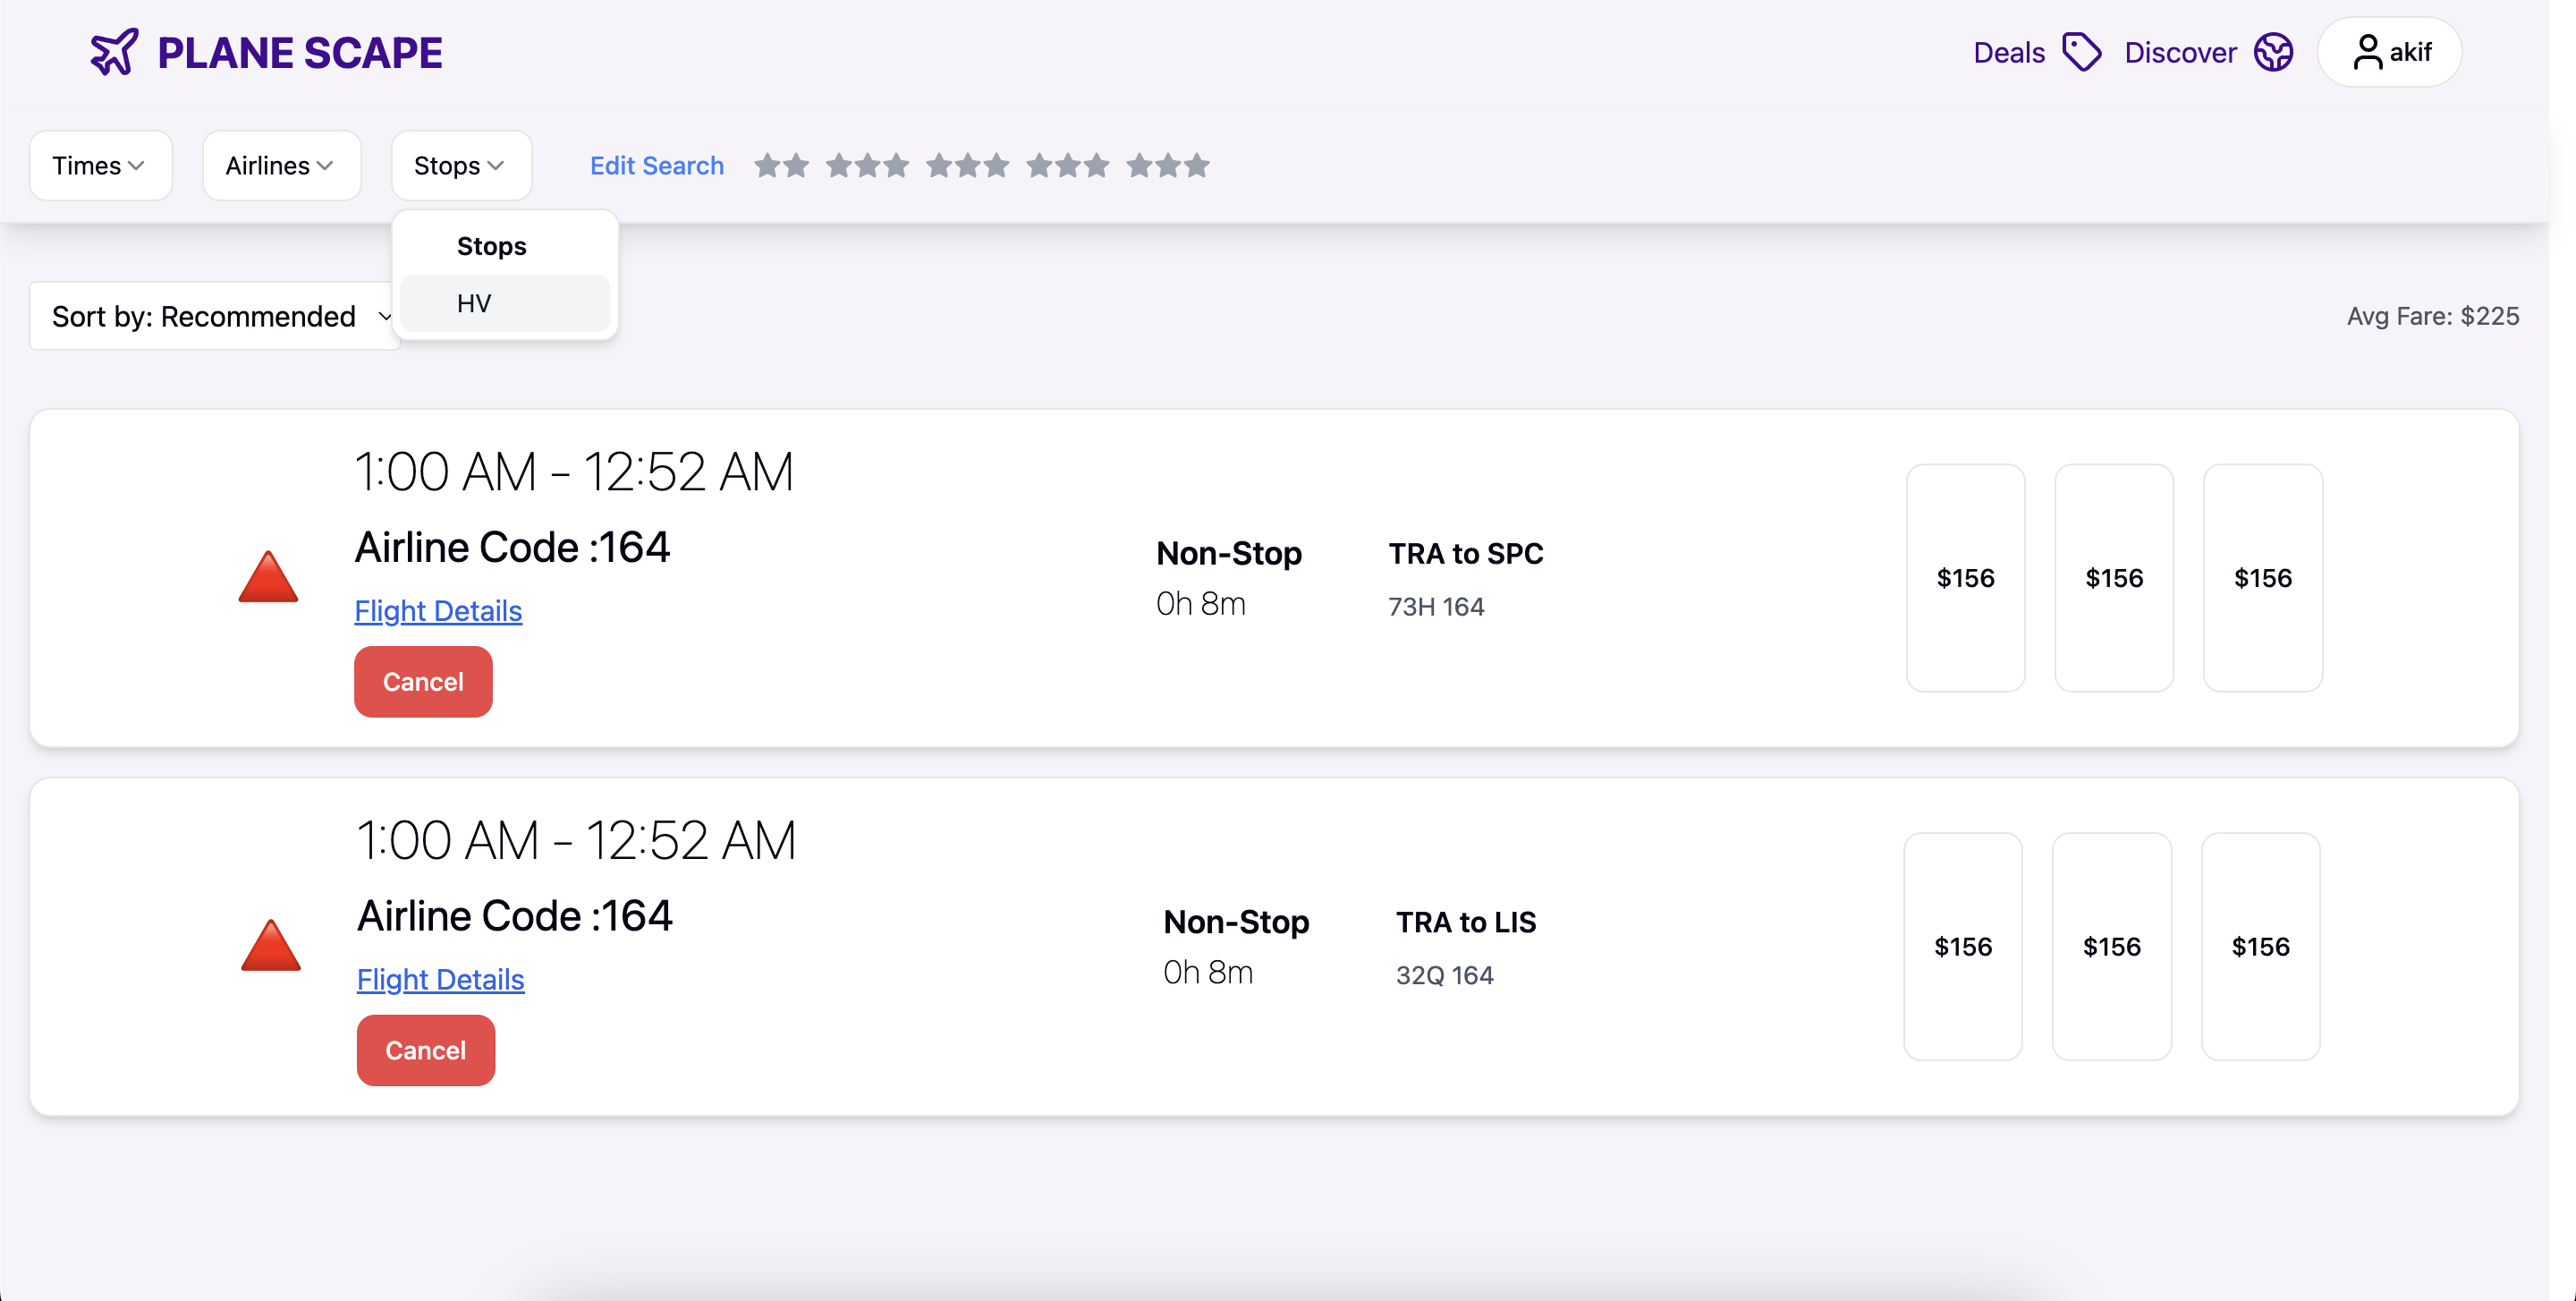 PLANE SCAPE
Deals Discover akif
Times Airlines Stops Edit Search
Stops
HV
Sort by: Recommended
Avg Fare: $225
1:00 AM - 12:52 AM
Airline Code :164
Flight Details
Cancel
Non-Stop
0h 8m
TRA to SPC
73H 164
$156 $156 $156
1:00 AM - 12:52 AM
Airline Code :164
Flight Details
Cancel
Non-Stop
0h 8m
TRA to LIS
32Q 164
$156 $156 $156